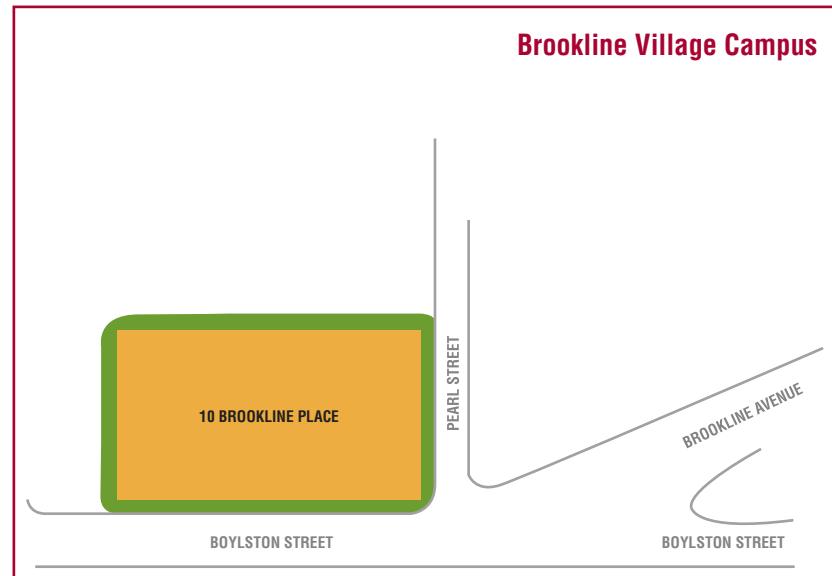 Brookline Village Campus
PEARL STREET
BROOKLINE AVENUE
10 BROOKLINE PLACE
BOYLSTON STREET
BOYLSTON STREET